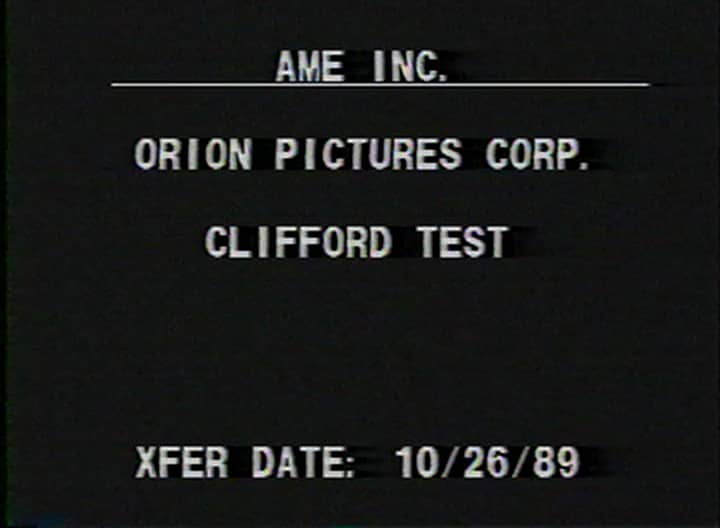 AME INC.
ORION PICTURES CORP.
CLIFFORD TEST
XFER DATE: 10/26/89